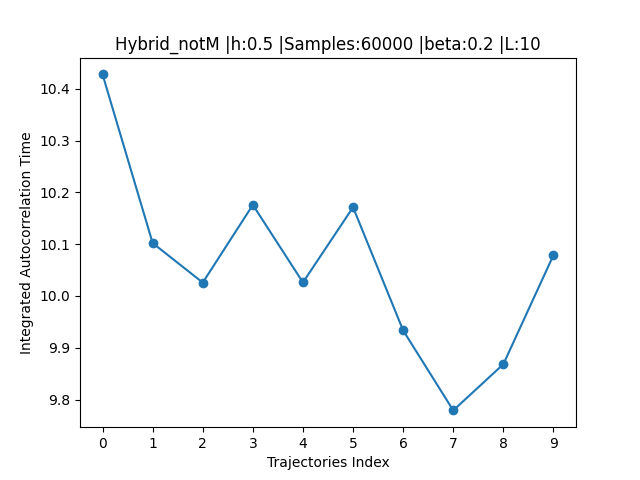 Hybrid_notM |h:0.5 |Samples:60000 |beta:0.2 |L:10
Integrated Autocorrelation Time
10.4
10.3
10.2
10.1
10.0
9.9
9.8
0 1 2 3 4 5 6 7 8 9
Trajectories Index